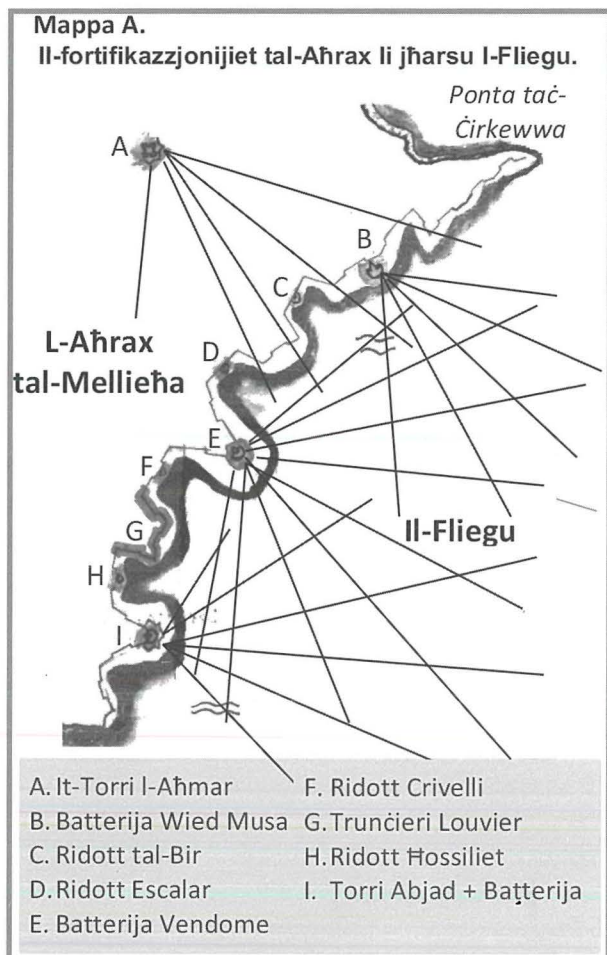 Mappa A.
Il-fortifikazzjonijiet tal-Aħrax li jħarsu l-Fliegu.
Ponta taċ-
Ċirkewwa
A
B
C
L-Aħrax
tal-Mellieħa
D
E
F
Il-Fliegu
G
H
I
A. It-Torri l-Aħmar
B. Batterija Wied Musa
C. Ridott tal-Bir
D. Ridott Escalar
E. Batterija Vendome
F. Ridott Crivelli
G. Trunċieri Louvier
H. Ridott Ħossiliet
I. Torri Abjad + Batterija